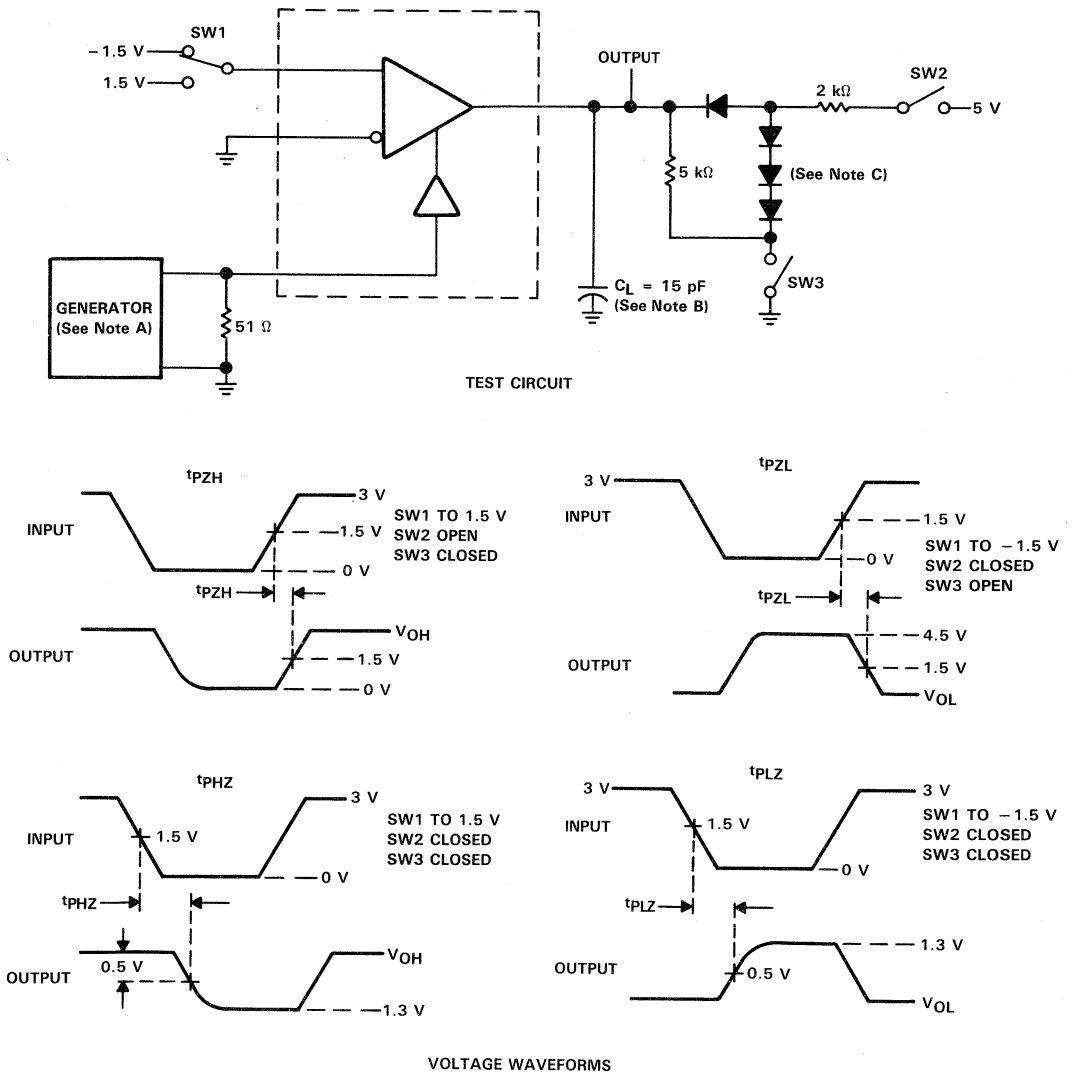 SW1
−1.5 V
1.5 V
OUTPUT
SW2
2 kΩ
5 V
5 kΩ
(See Note C)
SW3
CL = 15 pF
(See Note B)
GENERATOR
(See Note A)
51 Ω
TEST CIRCUIT
tPZH
INPUT
3 V
1.5 V
0 V
SW1 TO 1.5 V
SW2 OPEN
SW3 CLOSED
tPZH
OUTPUT
VOH
1.5 V
0 V
tPZL
3 V
INPUT
1.5 V
0 V
SW1 TO −1.5 V
SW2 CLOSED
SW3 OPEN
tPZL
OUTPUT
4.5 V
1.5 V
VOL
tPHZ
INPUT
3 V
1.5 V
0 V
SW1 TO 1.5 V
SW2 CLOSED
SW3 CLOSED
tPHZ
OUTPUT
0.5 V
VOH
1.3 V
tPLZ
3 V
INPUT
3 V
1.5 V
0 V
SW1 TO −1.5 V
SW2 CLOSED
SW3 CLOSED
tPLZ
OUTPUT
1.3 V
0.5 V
VOL
VOLTAGE WAVEFORMS